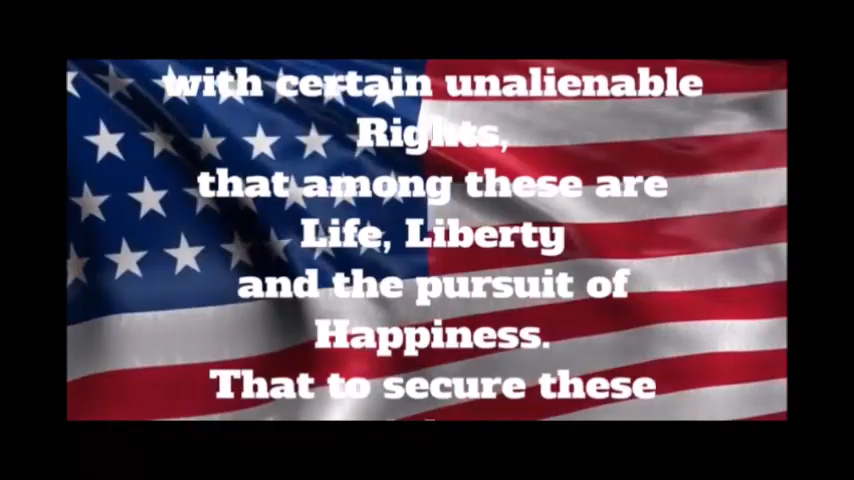 with certain unalienable
Rights,
that among these are
Life, Liberty
and the pursuit of
Happiness.
That to secure these